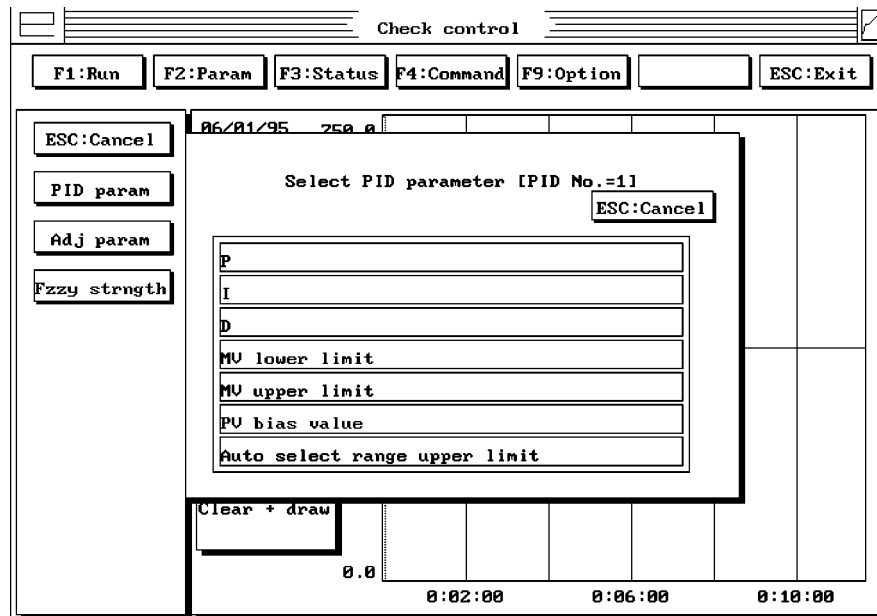 Check control
F1:Run F2:Param F3:Status F4:Command F9:Option ESC:Exit
ESC:Cancel
PID param
Adj param
Fzzy strngth
06/01/95 750.0
Select PID parameter [PID No.=1]
ESC:Cancel
P
I
D
MV lower limit
MV upper limit
PV bias value
Auto select range upper limit
Clear + draw
0.0
0:02:00 0:06:00 0:10:00